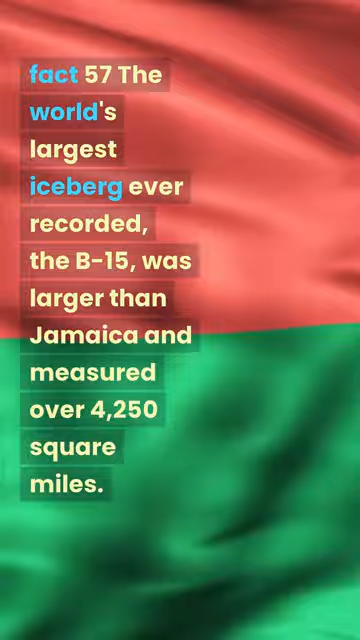 fact 57 The
world's
largest
iceberg ever
recorded,
the B-15, was
larger than
Jamaica and
measured
over 4,250
square
miles.